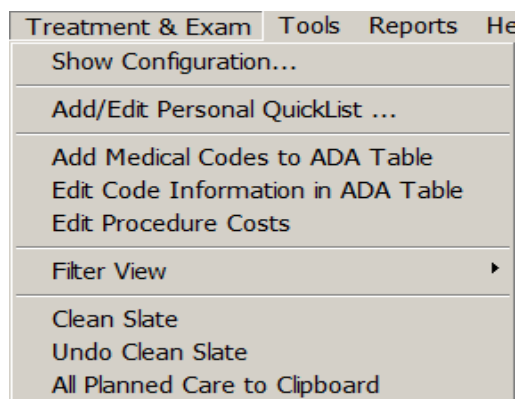 Treatment & Exam Tools Reports He
Show Configuration...
Add/Edit Personal QuickList ...
Add Medical Codes to ADA Table
Edit Code Information in ADA Table
Edit Procedure Costs
Filter View
Clean Slate
Undo Clean Slate
All Planned Care to Clipboard